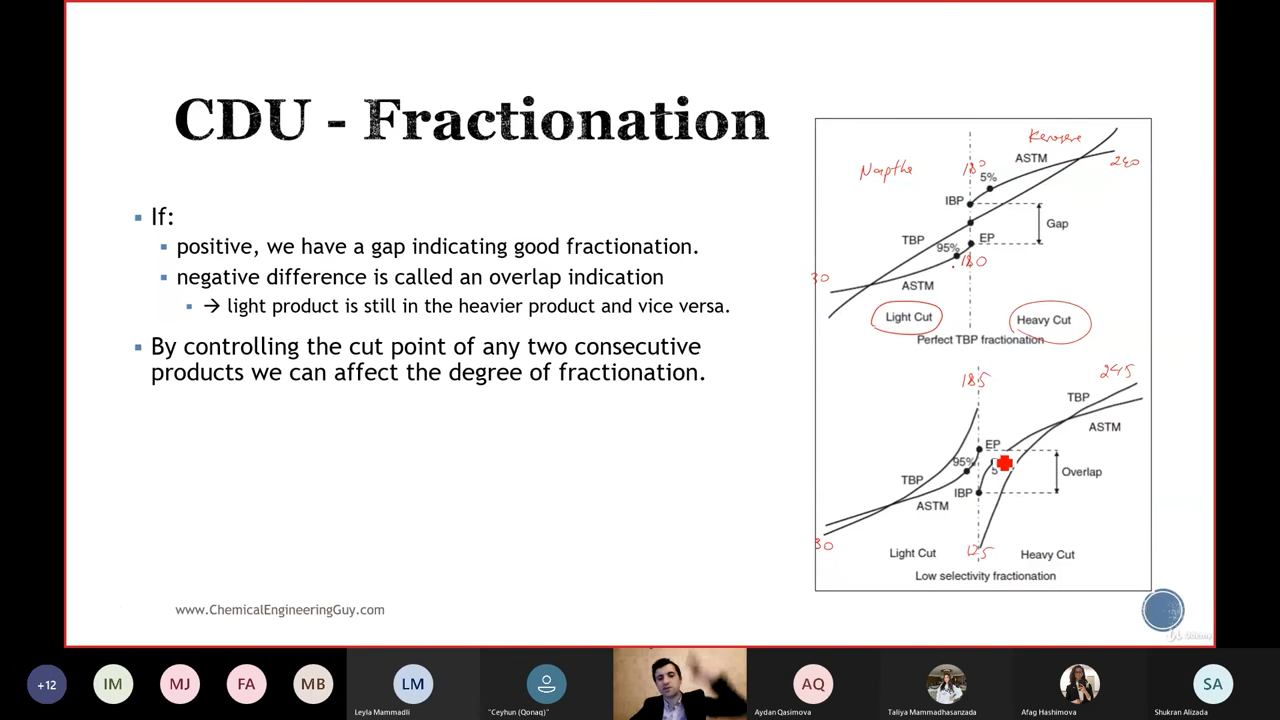 CDU - Fractionation
If:
positive, we have a gap indicating good fractionation.
negative difference is called an overlap indication
→ light product is still in the heavier product and vice versa.
By controlling the cut point of any two consecutive
products we can affect the degree of fractionation.
www.ChemicalEngineeringGuy.com
Kerosene
Naptha
180
ASTM
240
5%
IBP
Gap
TBP
EP
95%
180
30
ASTM
Light Cut
Heavy Cut
Perfect TBP fractionation
185
245
TBP
ASTM
EP
95%
5
TBP
Overlap
IBP
ASTM
30
125
Light Cut
Heavy Cut
Low selectivity fractionation
Udemy
+12
IM
MJ
FA
MB
LM
Leyla Mammadli
"Ceyhun (Qonaq)"
AQ
Aydan Qasimova
Taliya Mammadhasanzada
Afag Hashimova
SA
Shukran Alizada